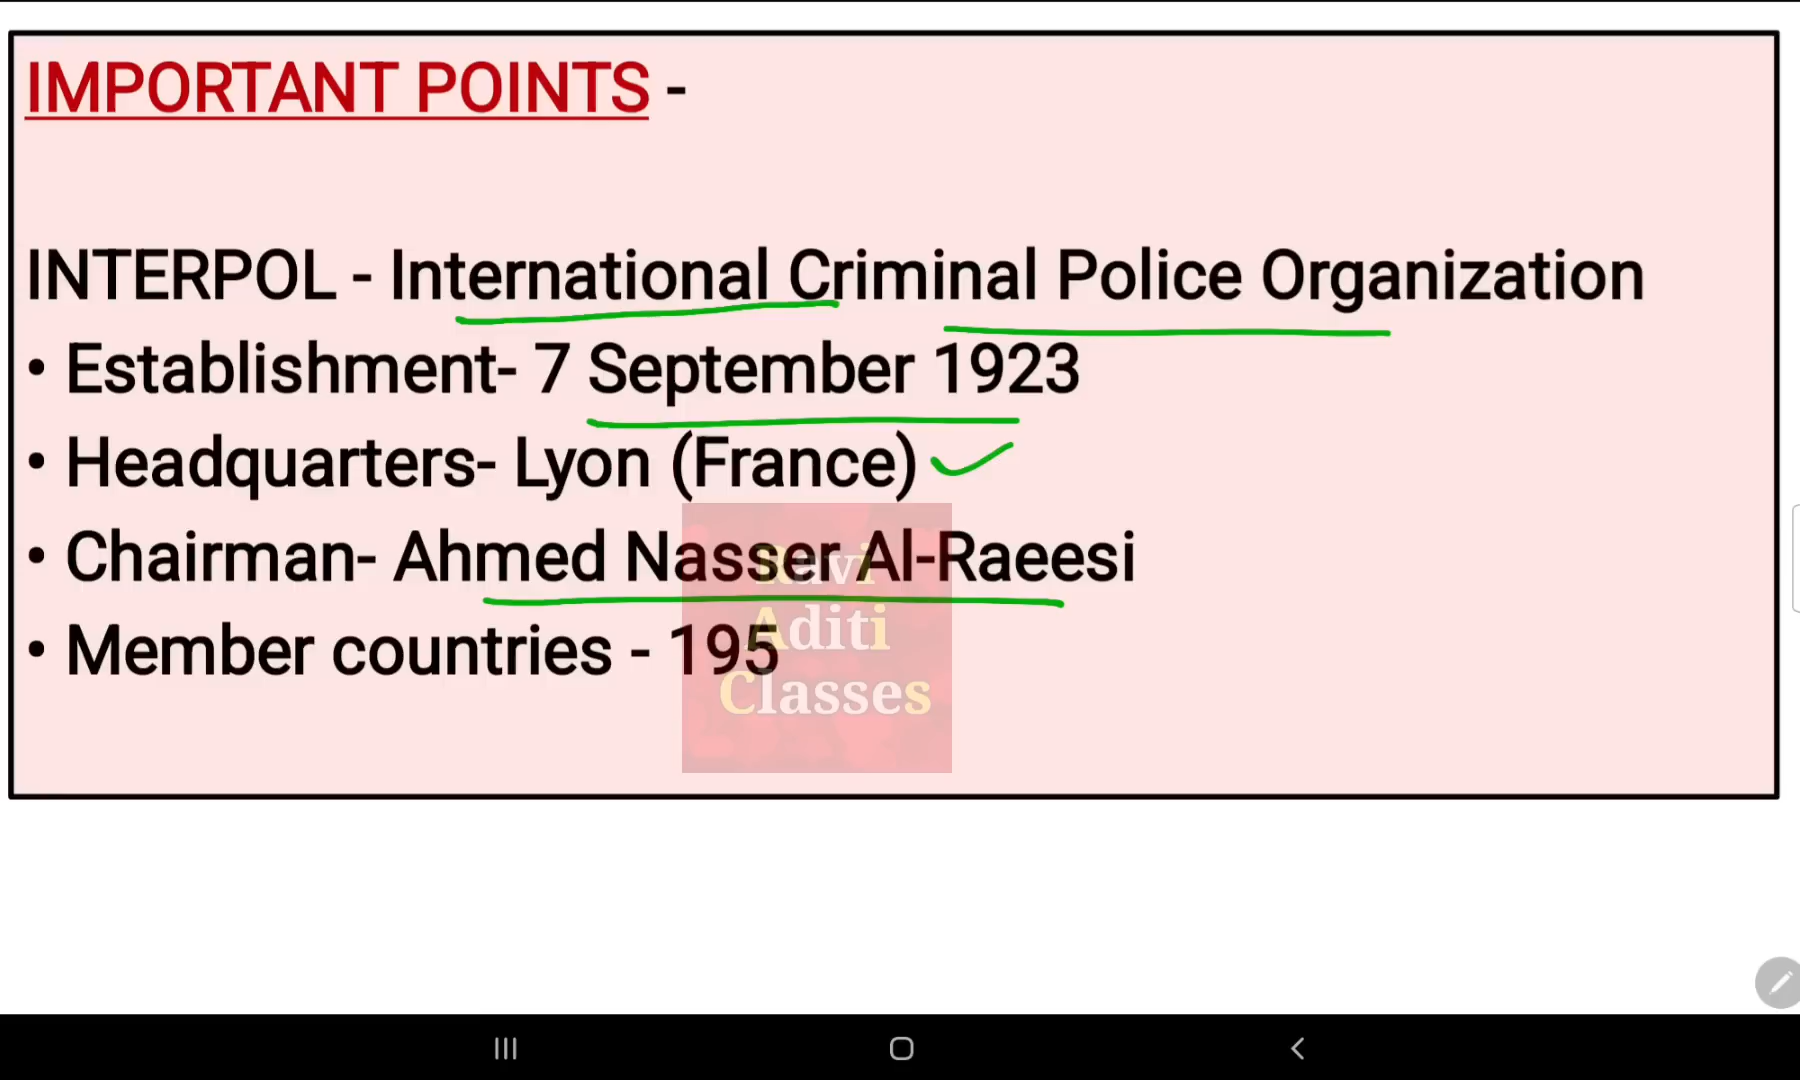 IMPORTANT POINTS -
INTERPOL - International Criminal Police Organization
• Establishment- 7 September 1923
• Headquarters- Lyon (France)
• Chairman- Ahmed Nasser Al-Raeesi
• Member countries - 195
Ravi
Aditi
Classes